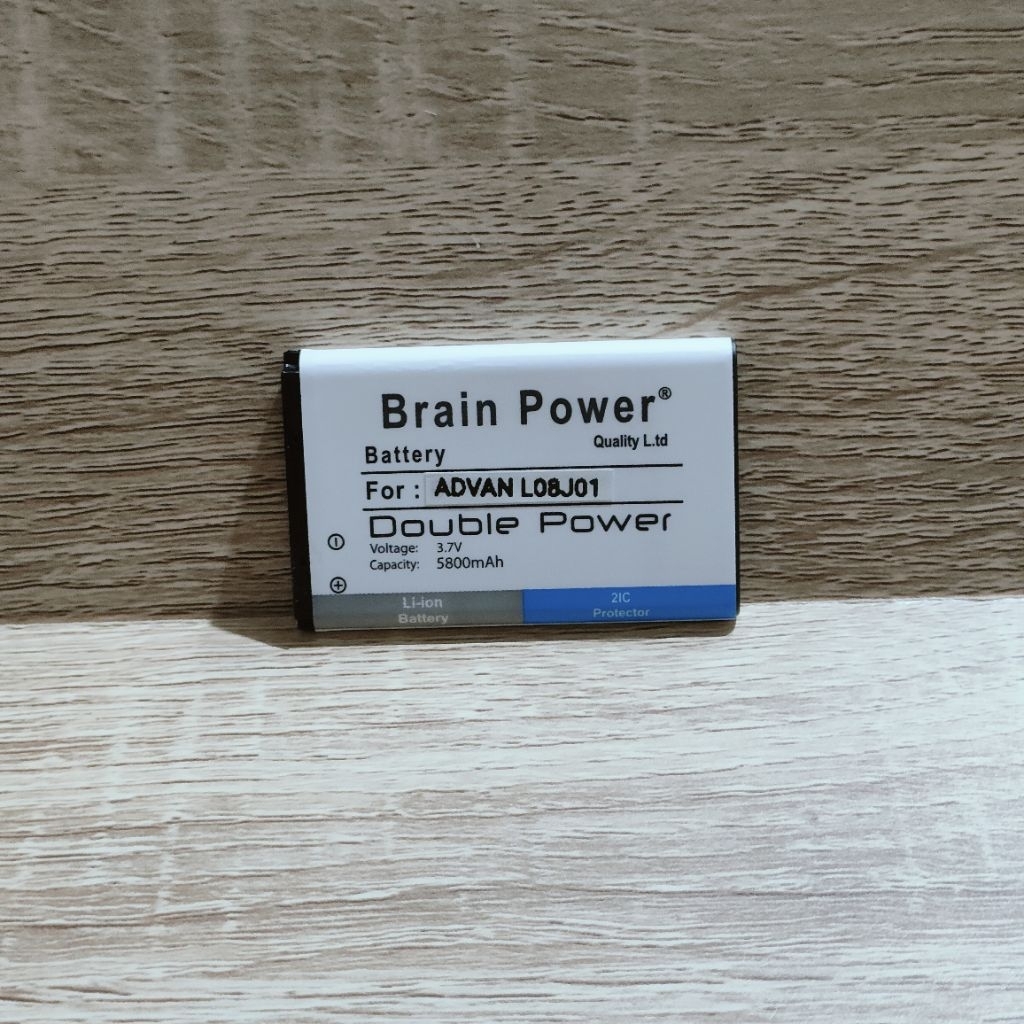 Brain Power®
Quality L.td
Battery
For : ADVAN L08J01
Double Power
Voltage: 3.7V
Capacity: 5800mAh
Li-ion
Battery
2IC
Protector